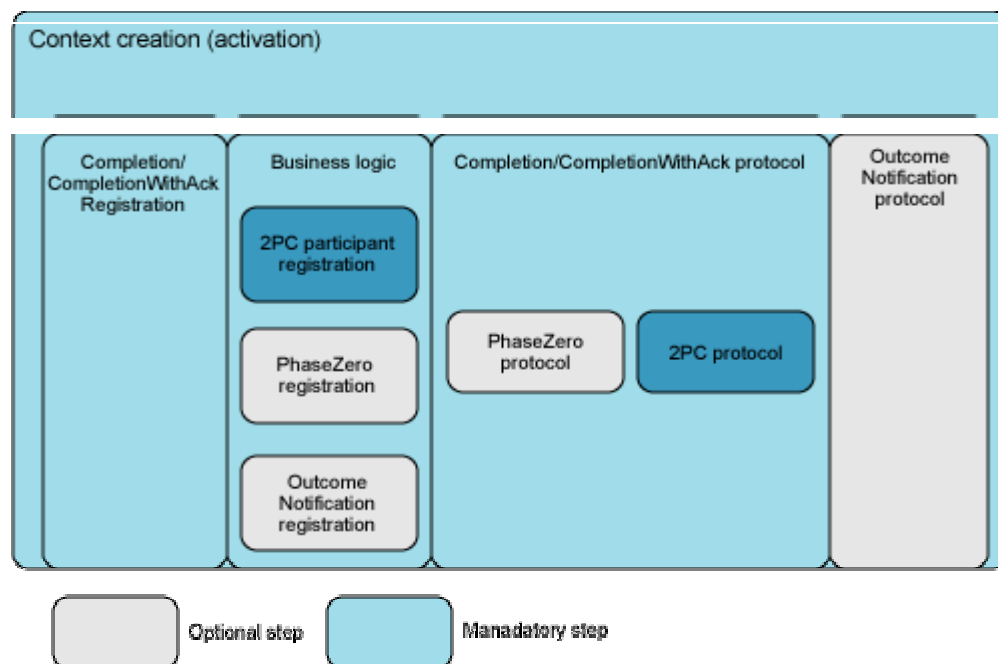 Context creation (activation)
Completion/
CompletionWithAck
Registration
Business logic
2PC participant
registration
PhaseZero
registration
Outcome
Notification
registration
Completion/CompletionWithAck protocol
PhaseZero
protocol
2PC protocol
Outcome
Notification
protocol
Optional step
Manadatory step